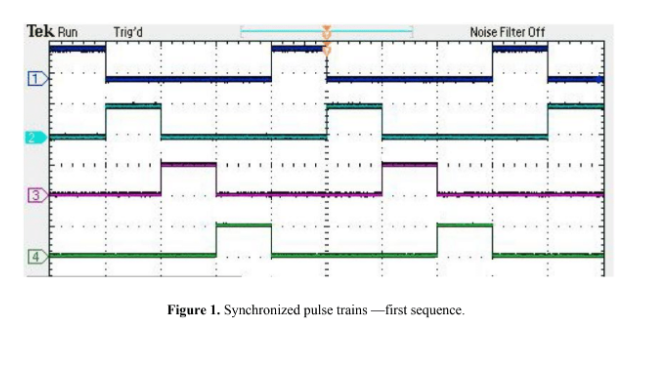 Tek Run Trig'd Noise Filter Off
1
2
3
4
Figure 1. Synchronized pulse trains —first sequence.